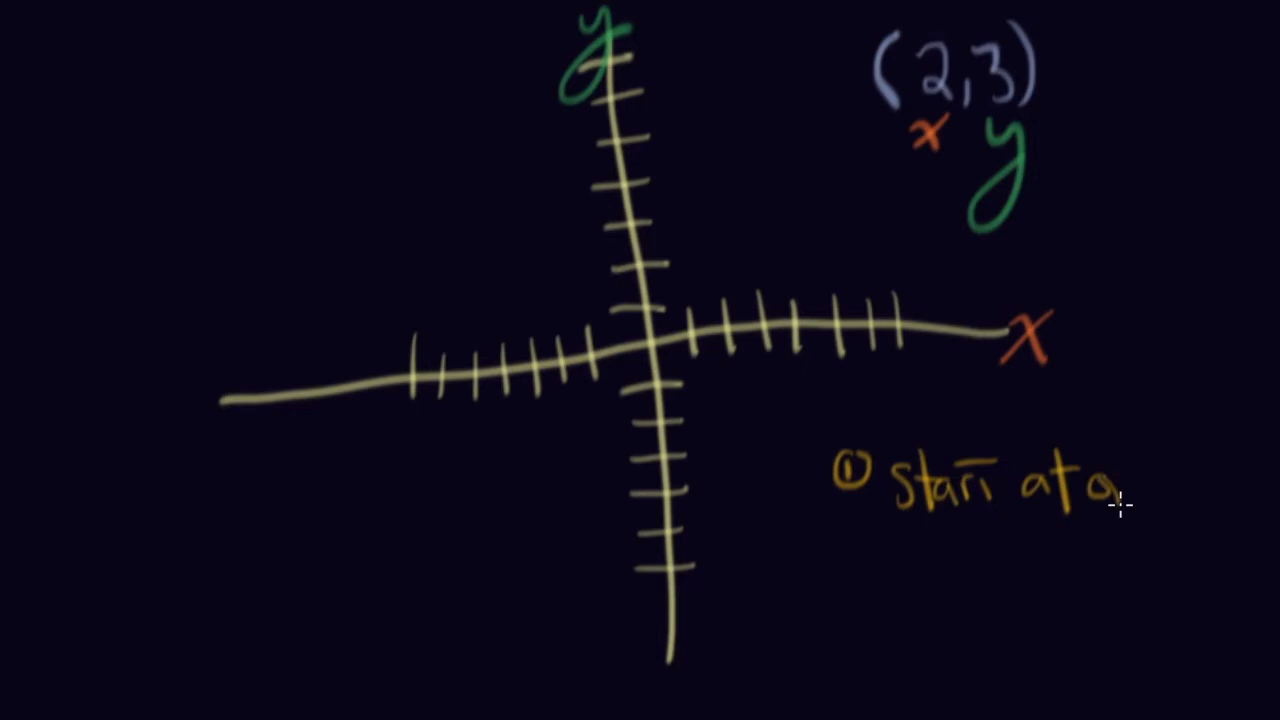 y
(2,3)
x y
x
① start at o